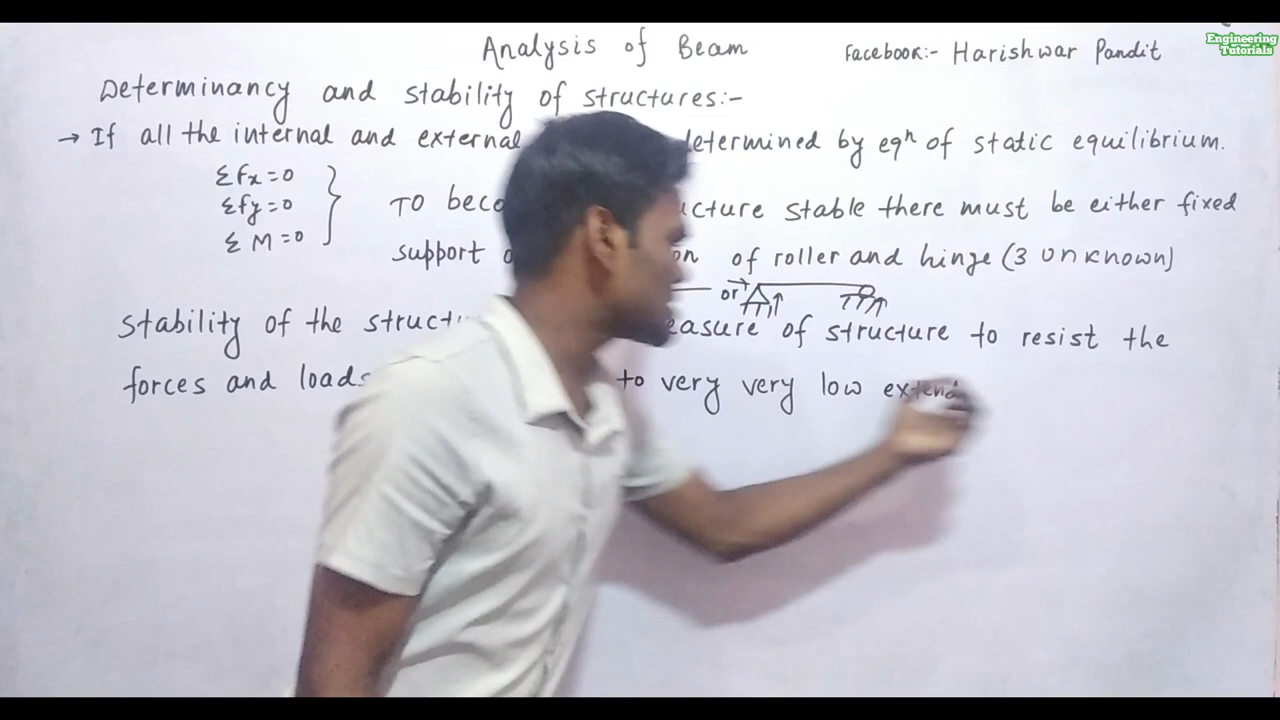 Analysis of Beam
Facebook:- Harishwar Pandit
Engineering
Tutorials
Determinancy and stability of structures:-
→ If all the internal and external determined by eqⁿ of static equilibrium.
Σfx=0
Σfy=0
ΣM=0
To ucture stable there must be either fixed
support of roller and hinge (3 unknown)
or
stability of the easure of structure to resist the
forces and loads to very very low extend